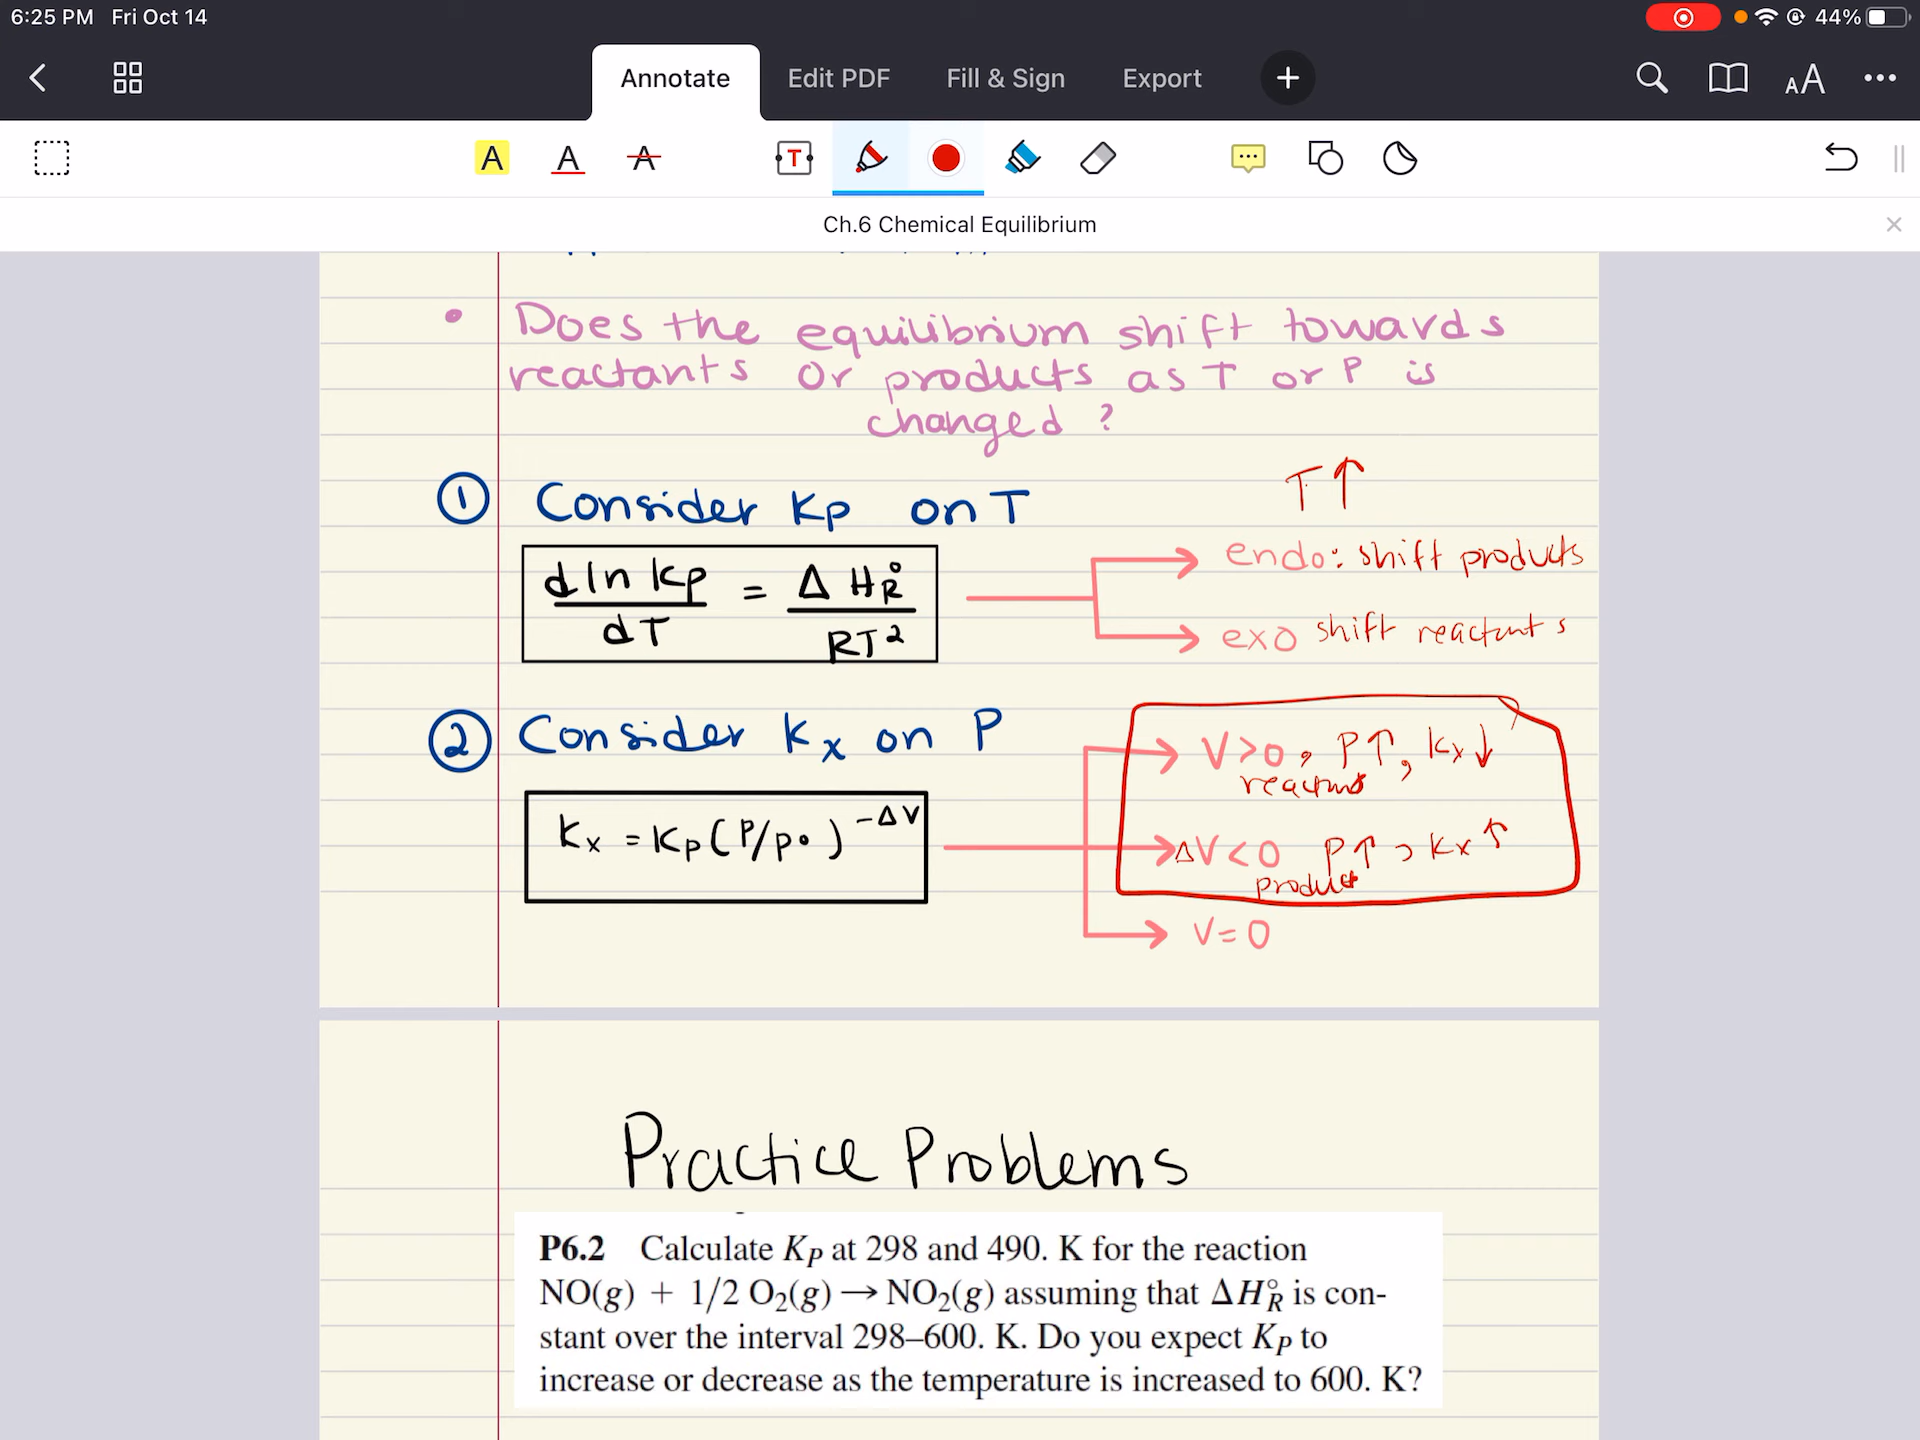 6:25 PM Fri Oct 14
44%
Annotate Edit PDF Fill & Sign Export +
AA
A A A T
Ch.6 Chemical Equilibrium
• Does the equilibrium shift towards
reactants or products as T or P is
changed ?
T↑
① Consider Kp on T
d ln Kp / dT = Δ H°R / RT²
endo: shift products
exo shift reactants
② Consider Kx on P
Kx = Kp (P/P°)^-ΔV
V>0, P↑, Kx↓
ΔV<0 P↑, Kx↑
product
V=0
Practice Problems
P6.2 Calculate KP at 298 and 490. K for the reaction
NO(g) + 1/2 O₂(g) → NO₂(g) assuming that ΔH°R is con-
stant over the interval 298–600. K. Do you expect KP to
increase or decrease as the temperature is increased to 600. K?